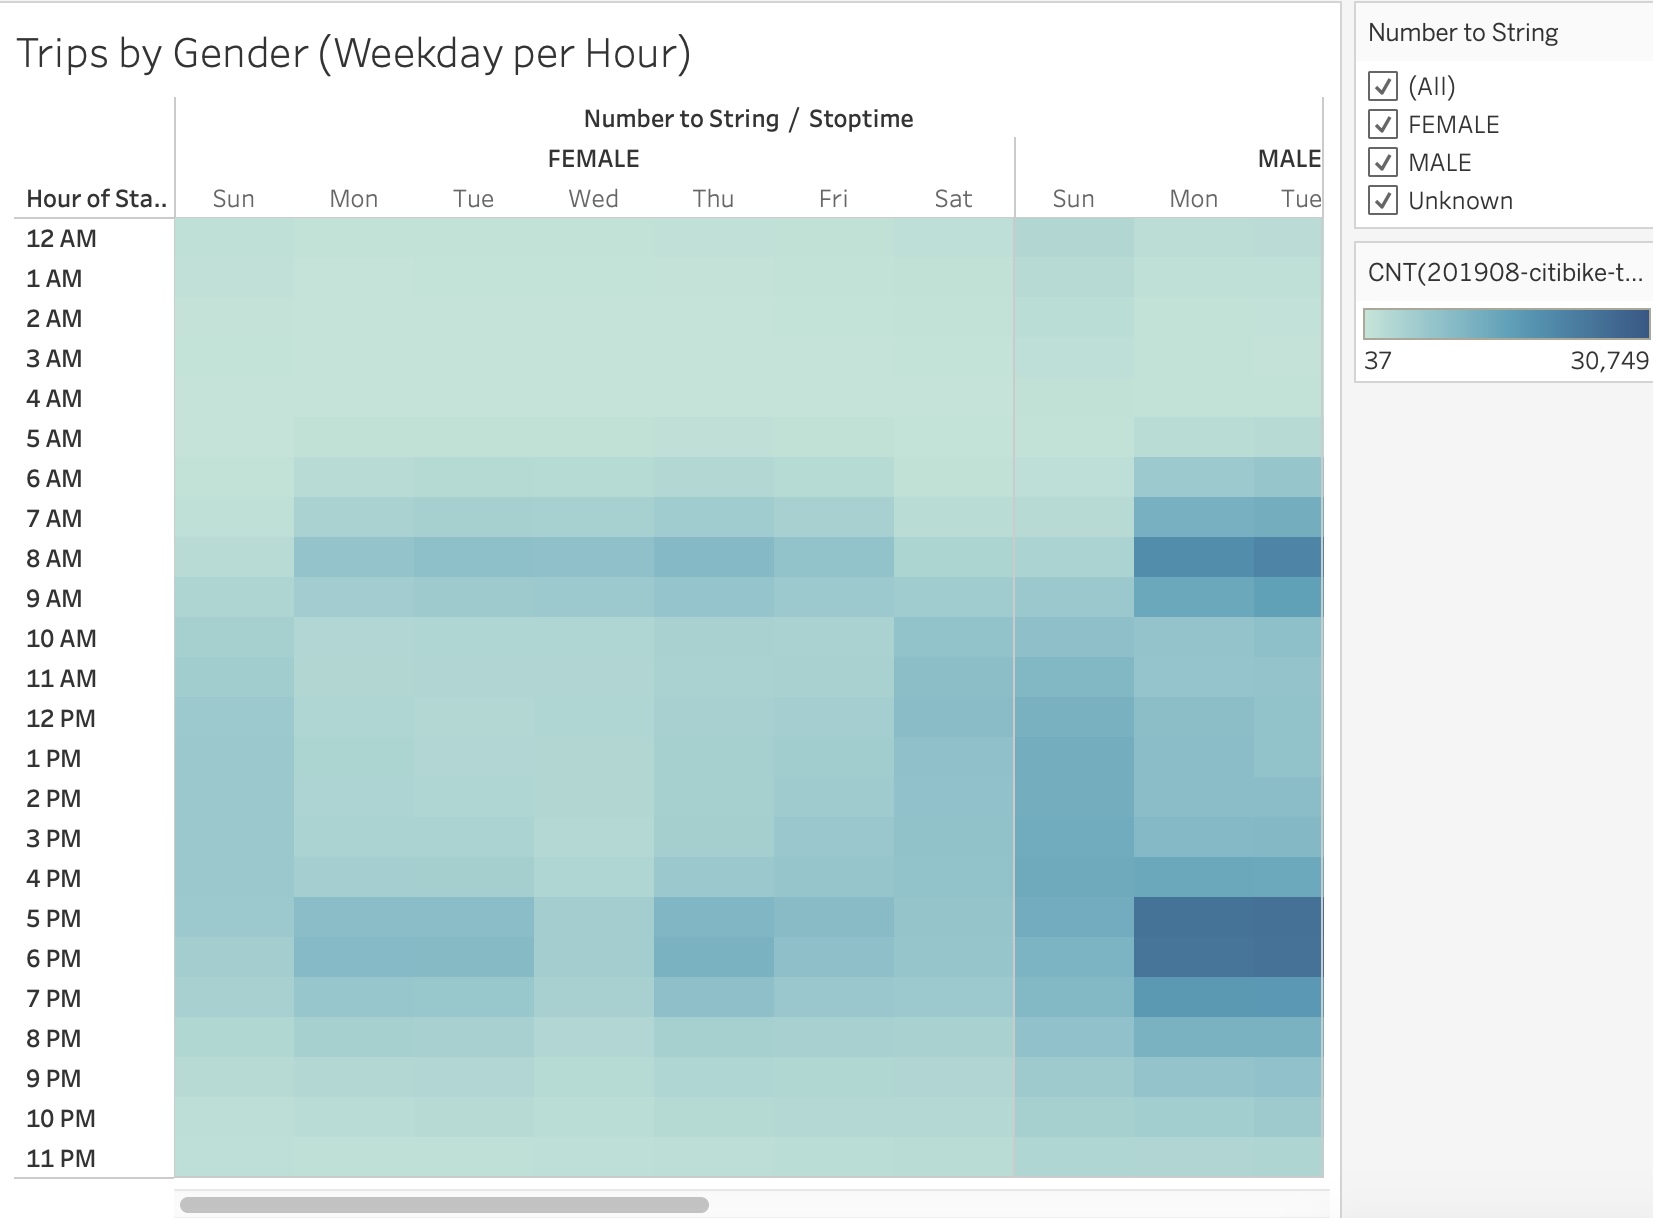 Trips by Gender (Weekday per Hour)
Number to String / Stoptime
FEMALE
MALE
Hour of Sta..
Sun Mon Tue Wed Thu Fri Sat Sun Mon Tue
12 AM
1 AM
2 AM
3 AM
4 AM
5 AM
6 AM
7 AM
8 AM
9 AM
10 AM
11 AM
12 PM
1 PM
2 PM
3 PM
4 PM
5 PM
6 PM
7 PM
8 PM
9 PM
10 PM
11 PM
Number to String
(All)
FEMALE
MALE
Unknown
CNT(201908-citibike-t...
37 30,749